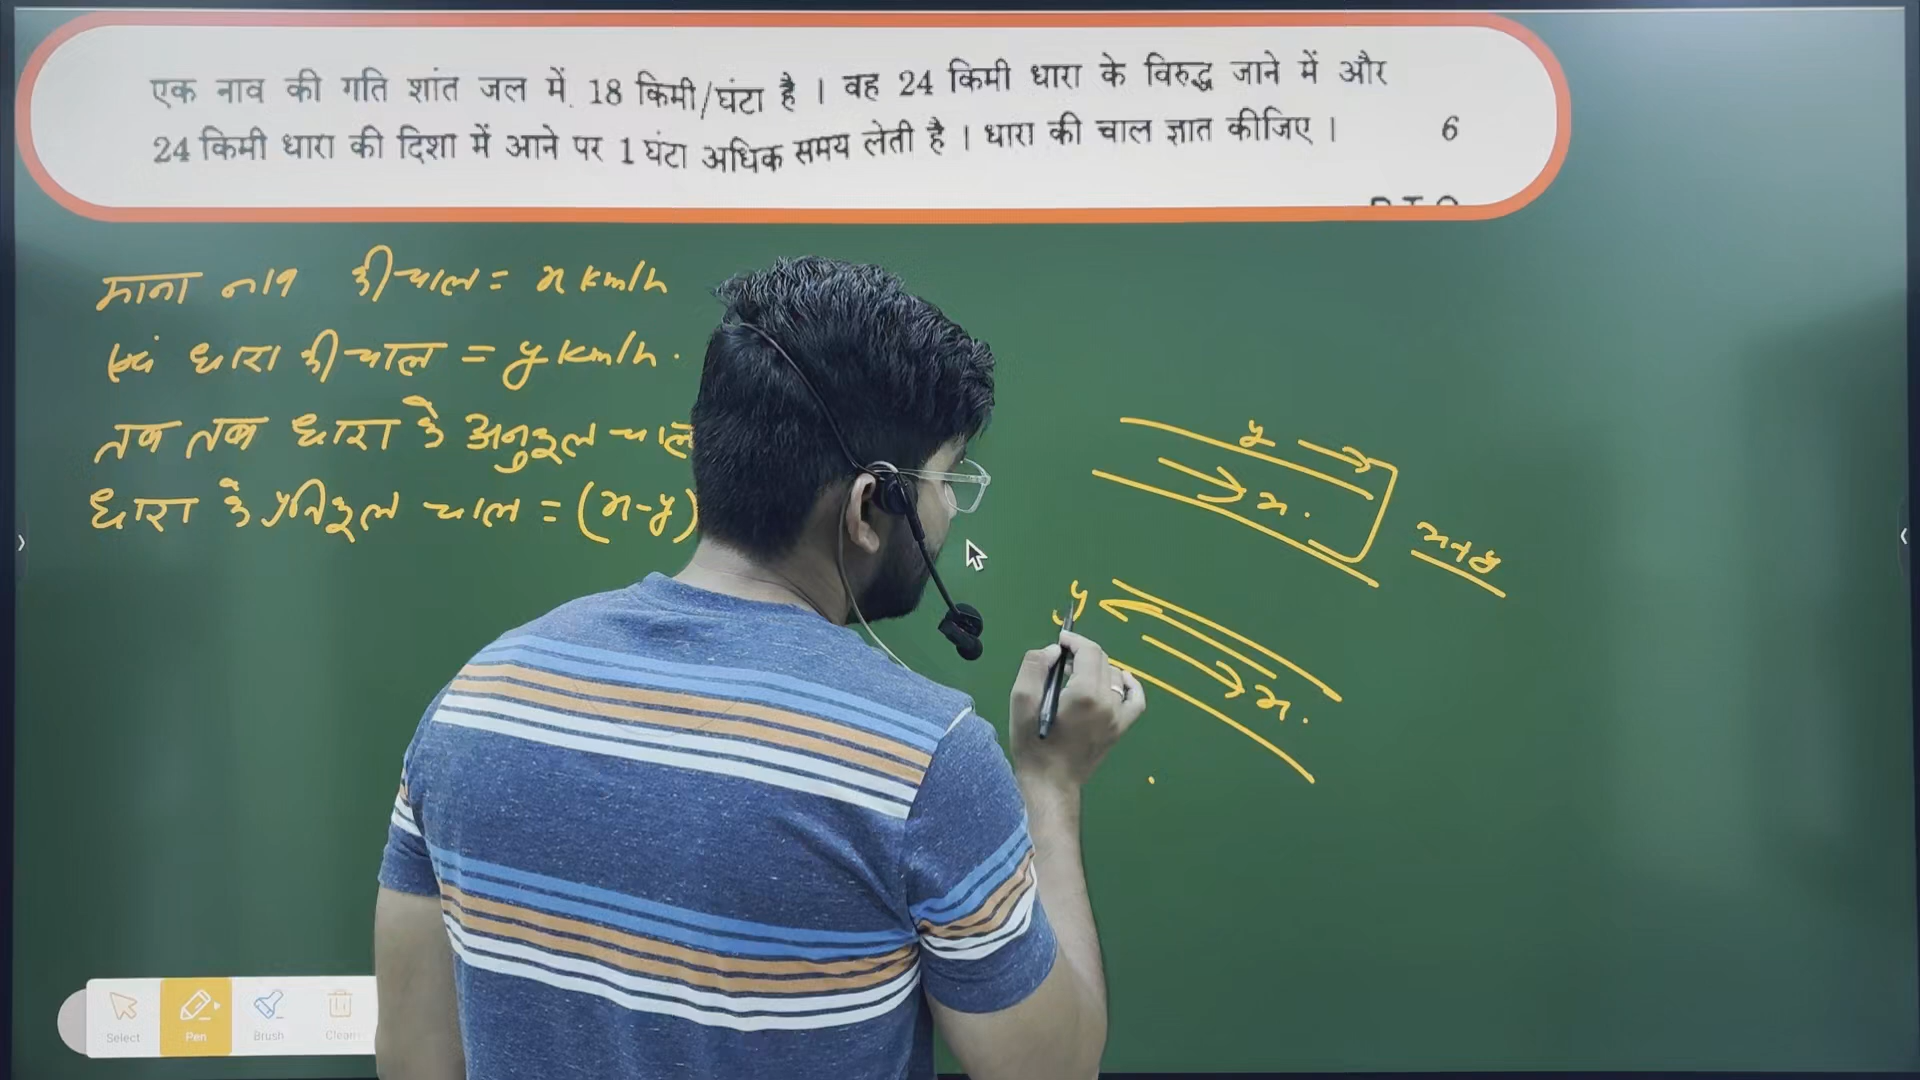 एक नाव की गति शांत जल में 18 किमी/घंटा है । वह 24 किमी धारा के विरुद्ध जाने में और
24 किमी धारा की दिशा में आने पर 1 घंटा अधिक समय लेती है । धारा की चाल ज्ञात कीजिए । 6
माना नाव की चाल = x km/h
एवं धारा की चाल = y km/h.
तब तक धारा के अनुकूल चाल
धारा के प्रतिकूल चाल = (x-y)
y
x.
x+y
y
x.
Select Pen Brush Clean